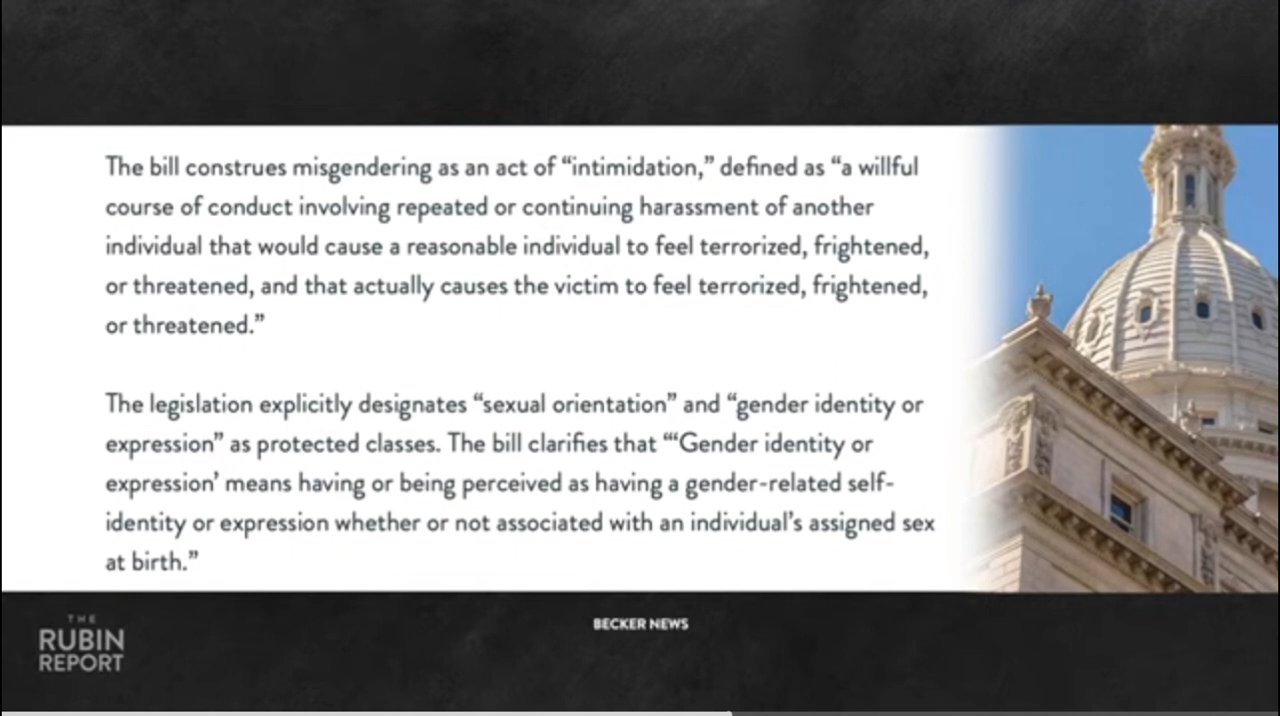 The bill construes misgendering as an act of “intimidation,” defined as “a willful
course of conduct involving repeated or continuing harassment of another
individual that would cause a reasonable individual to feel terrorized, frightened,
or threatened, and that actually causes the victim to feel terrorized, frightened,
or threatened.”
The legislation explicitly designates “sexual orientation” and “gender identity or
expression” as protected classes. The bill clarifies that “‘Gender identity or
expression’ means having or being perceived as having a gender-related self-
identity or expression whether or not associated with an individual’s assigned sex
at birth.”
THE
RUBIN
REPORT
BECKER NEWS